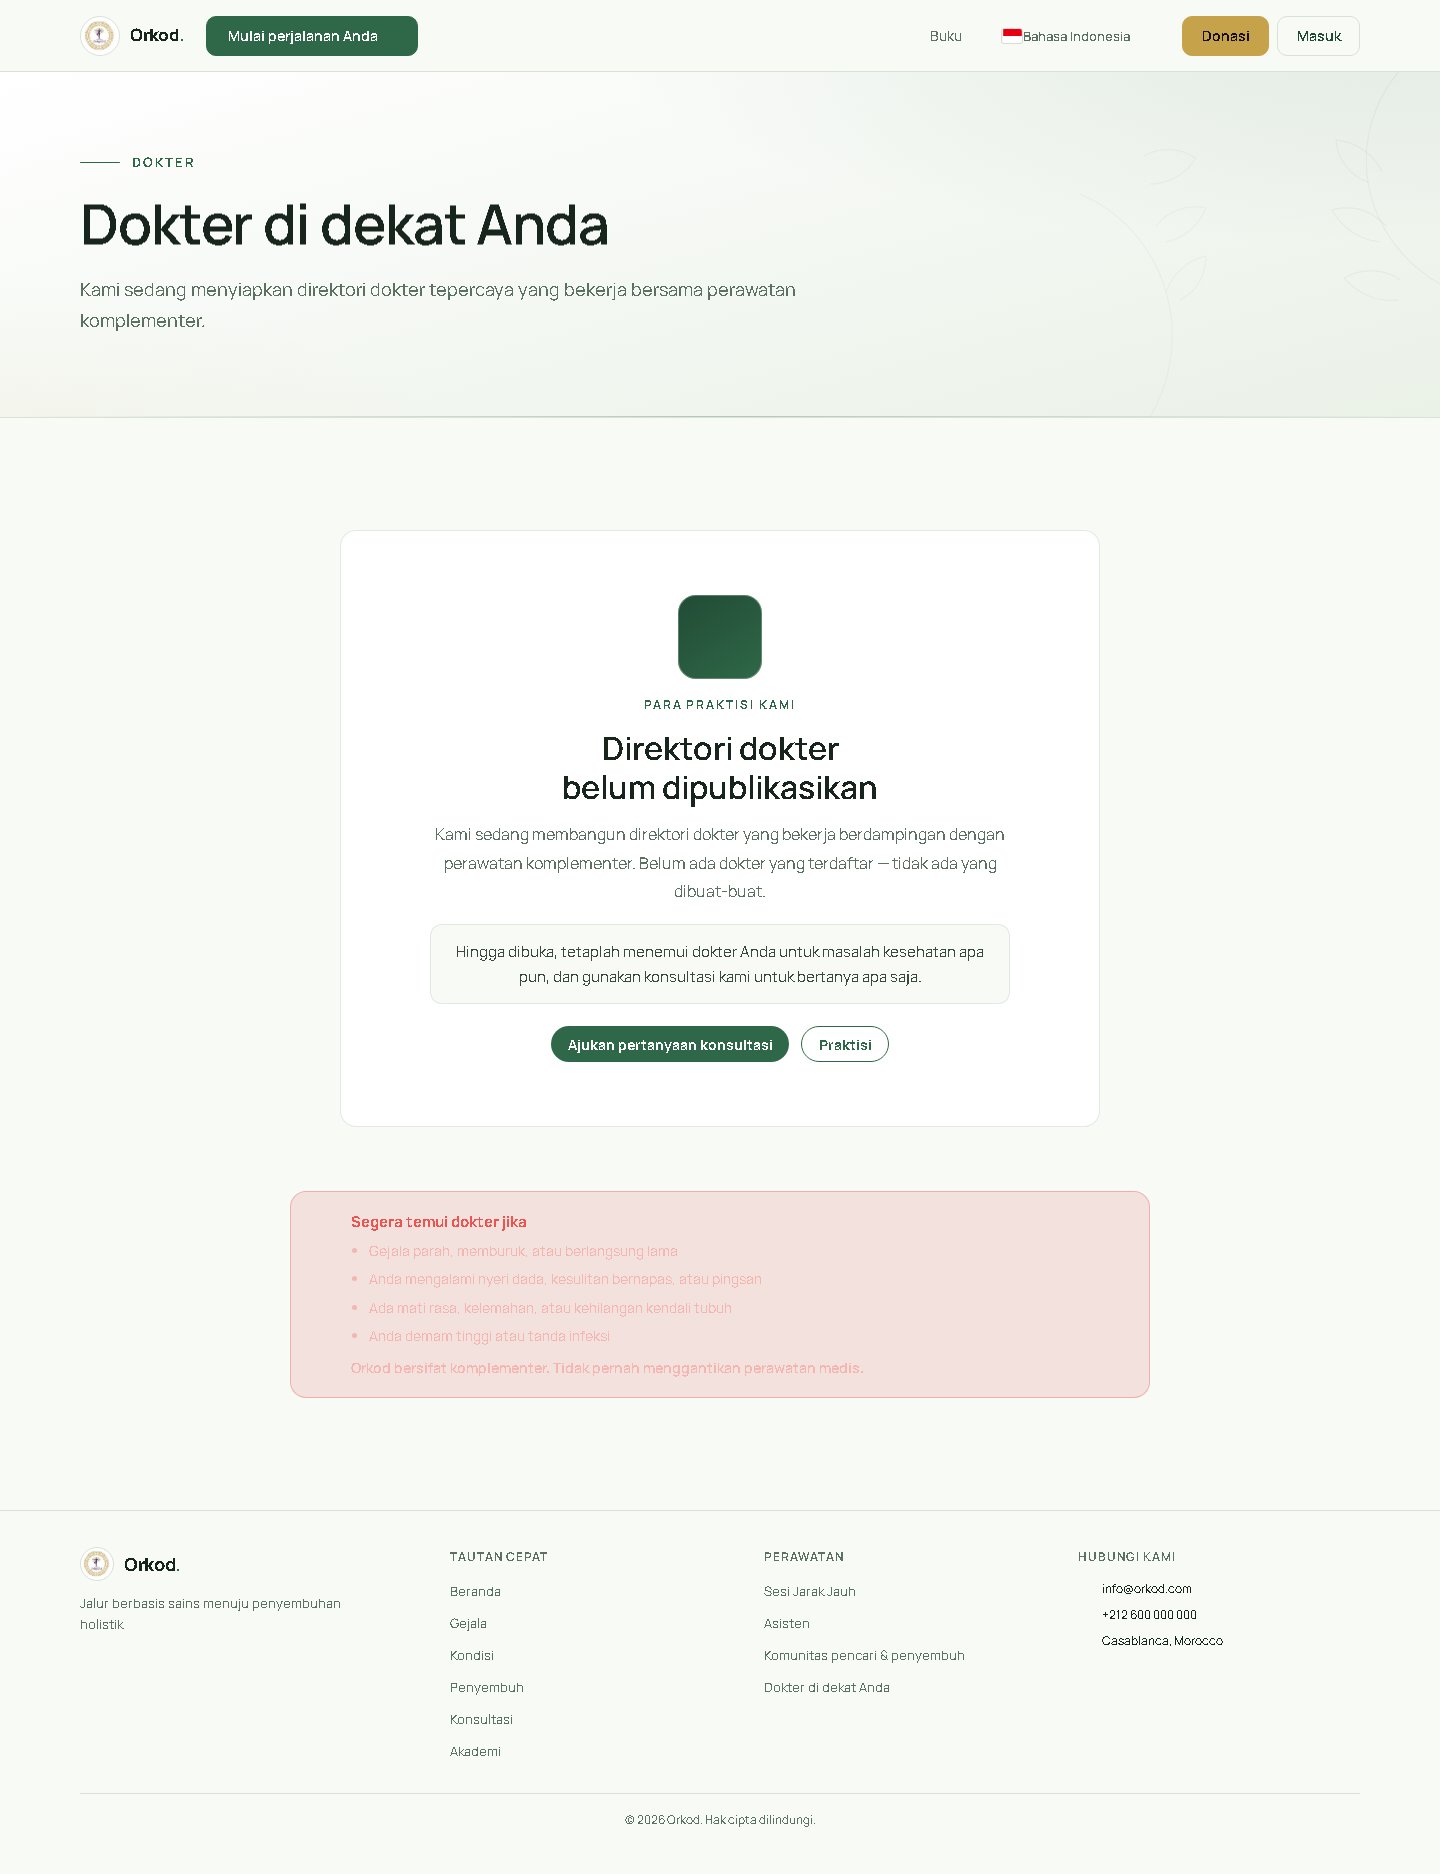 Orkod.
Mulai perjalanan Anda
Buku
Bahasa Indonesia
Donasi
Masuk
DOKTER
Dokter di dekat Anda
Kami sedang menyiapkan direktori dokter tepercaya yang bekerja bersama perawatan
komplementer.
PARA PRAKTISI KAMI
Direktori dokter
belum dipublikasikan
Kami sedang membangun direktori dokter yang bekerja berdampingan dengan
perawatan komplementer. Belum ada dokter yang terdaftar — tidak ada yang
dibuat-buat.
Hingga dibuka, tetaplah menemui dokter Anda untuk masalah kesehatan apa
pun, dan gunakan konsultasi kami untuk bertanya apa saja.
Ajukan pertanyaan konsultasi
Praktisi
Segera temui dokter jika
• Gejala parah, memburuk, atau berlangsung lama
• Anda mengalami nyeri dada, kesulitan bernapas, atau pingsan
• Ada mati rasa, kelemahan, atau kehilangan kendali tubuh
• Anda demam tinggi atau tanda infeksi
Orkod bersifat komplementer. Tidak pernah menggantikan perawatan medis.
Orkod.
Jalur berbasis sains menuju penyembuhan
holistik
TAUTAN CEPAT
Beranda
Gejala
Kondisi
Penyembuh
Konsultasi
Akademi
PERAWATAN
Sesi Jarak Jauh
Asisten
Komunitas pencari & penyembuh
Dokter di dekat Anda
HUBUNGI KAMI
info@orkod.com
+212 600 000 000
Casablanca, Morocco
© 2026 Orkod. Hak cipta dilindungi.